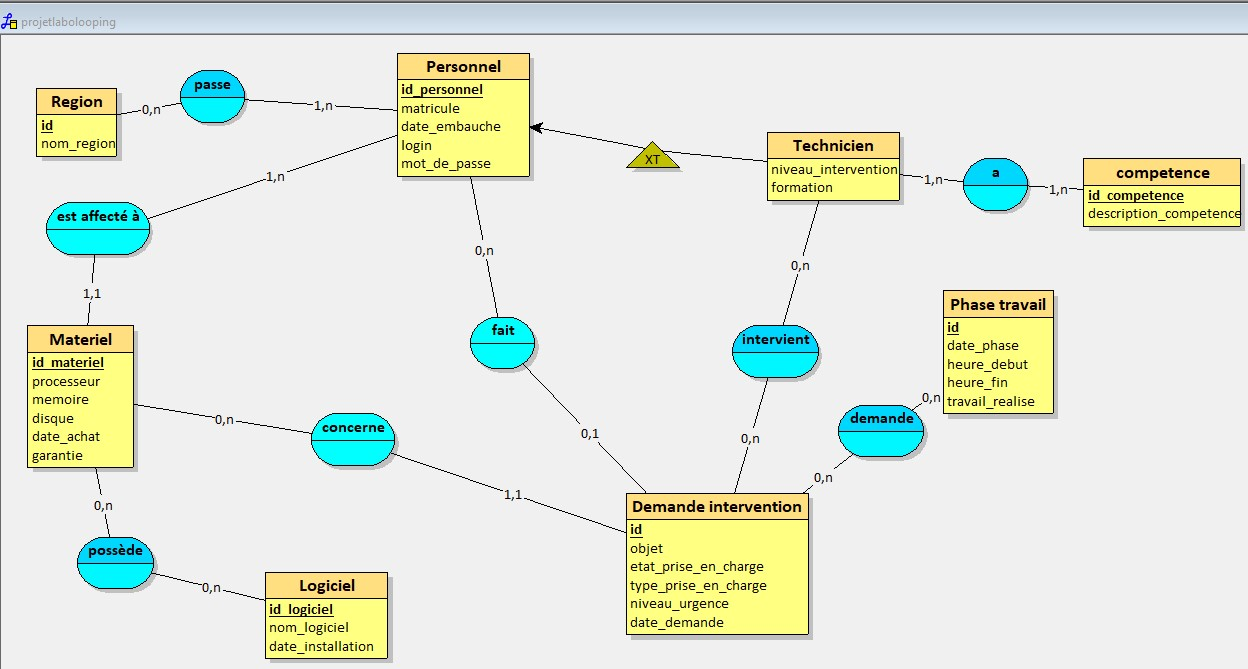 projetlabolooping
Personnel
id_personnel
matricule
date_embauche
login
mot_de_passe
passe
Region
id
nom_region
0,n
1,n
XT
Technicien
niveau_intervention
formation
1,n
a
1,n
competence
id_competence
description_competence
1,n
est affecté à
1,1
0,n
fait
0,1
0,n
intervient
0,n
Phase travail
id
date_phase
heure_debut
heure_fin
travail_realise
0,n
demande
0,n
Materiel
id_materiel
processeur
memoire
disque
date_achat
garantie
0,n
concerne
1,1
0,n
possède
0,n
Logiciel
id_logiciel
nom_logiciel
date_installation
Demande intervention
id
objet
etat_prise_en_charge
type_prise_en_charge
niveau_urgence
date_demande